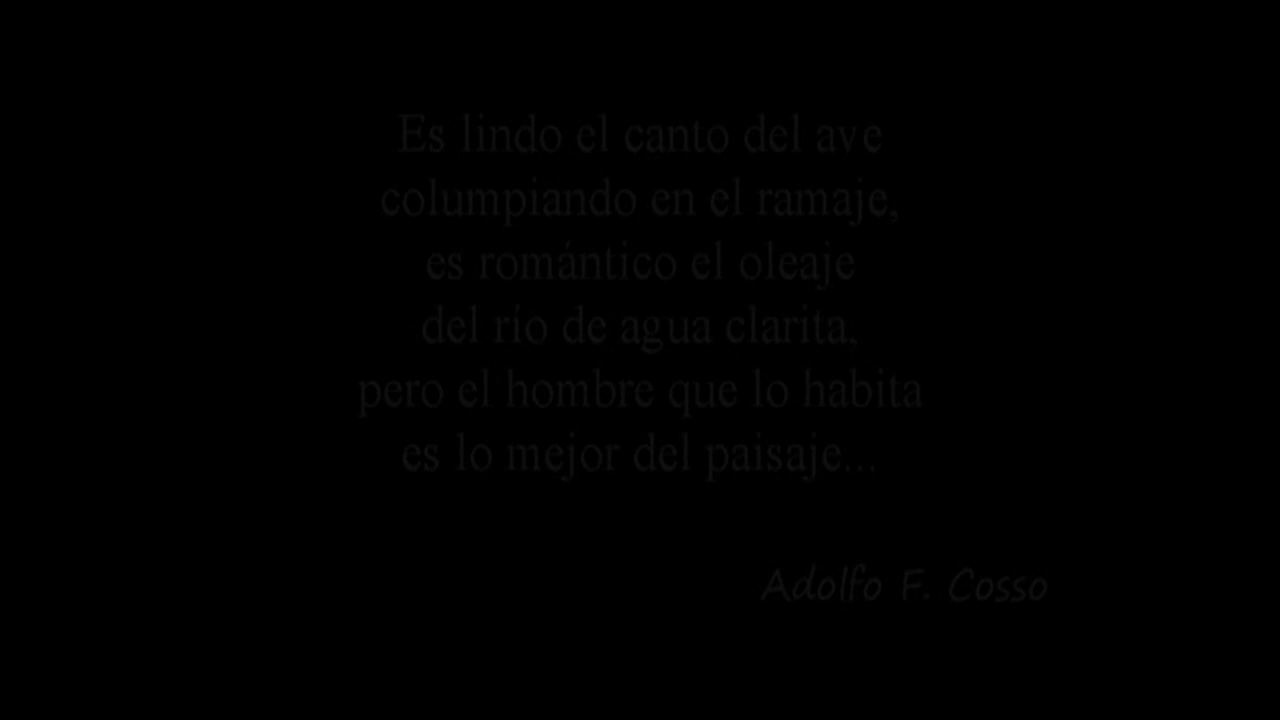 Es lindo el canto del ave
columpiando en el ramaje,
es romántico el oleaje
del río de agua clarita,
pero el hombre que lo habita
es lo mejor del paisaje...
Adolfo F. Cosso